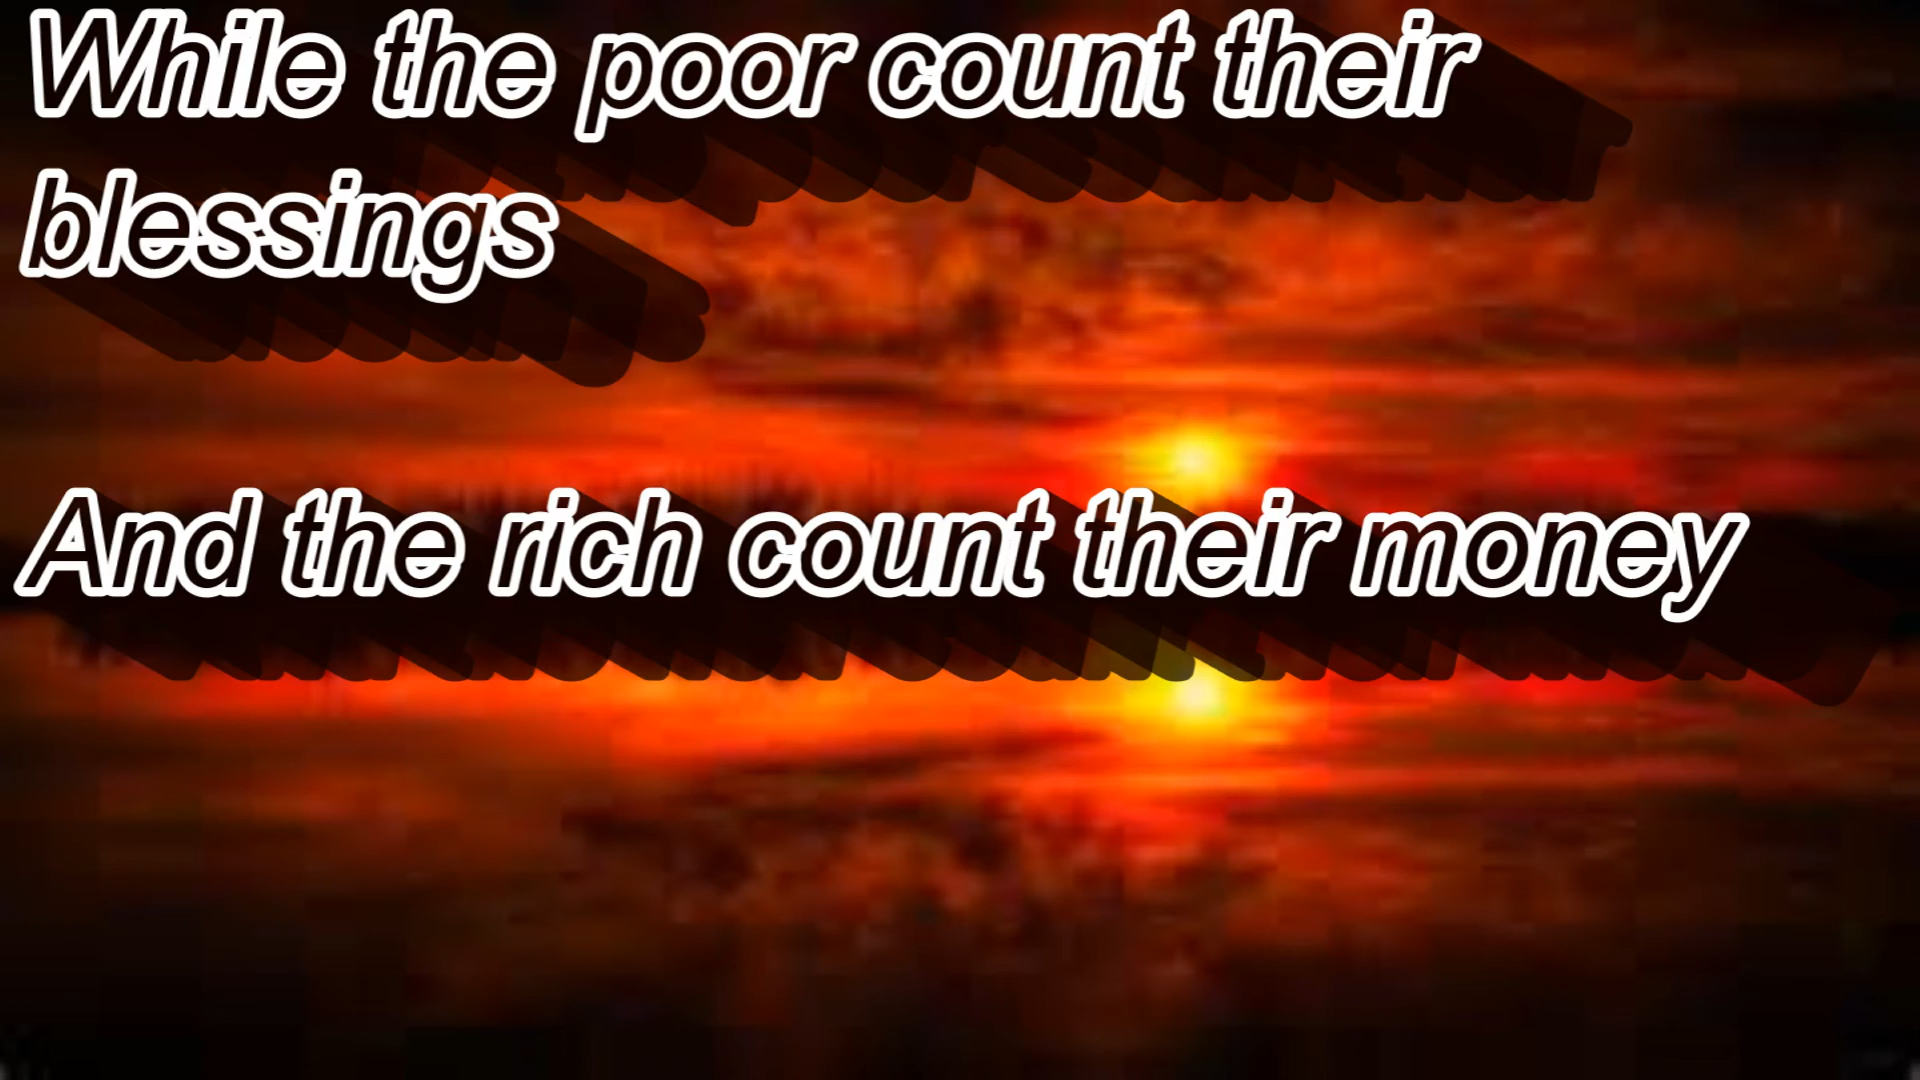 While the poor count their
blessings
And the rich count their money